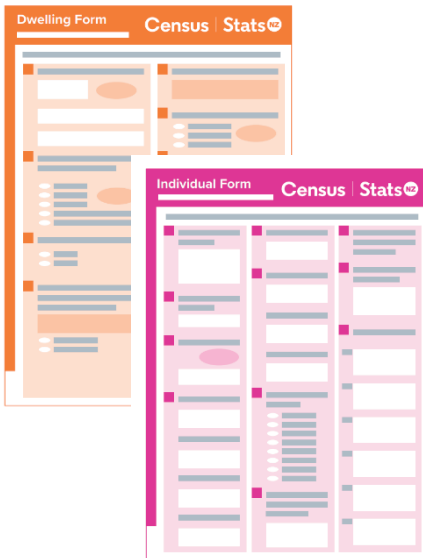 Dwelling Form
Census | Stats NZ
Individual Form
Census | Stats NZ